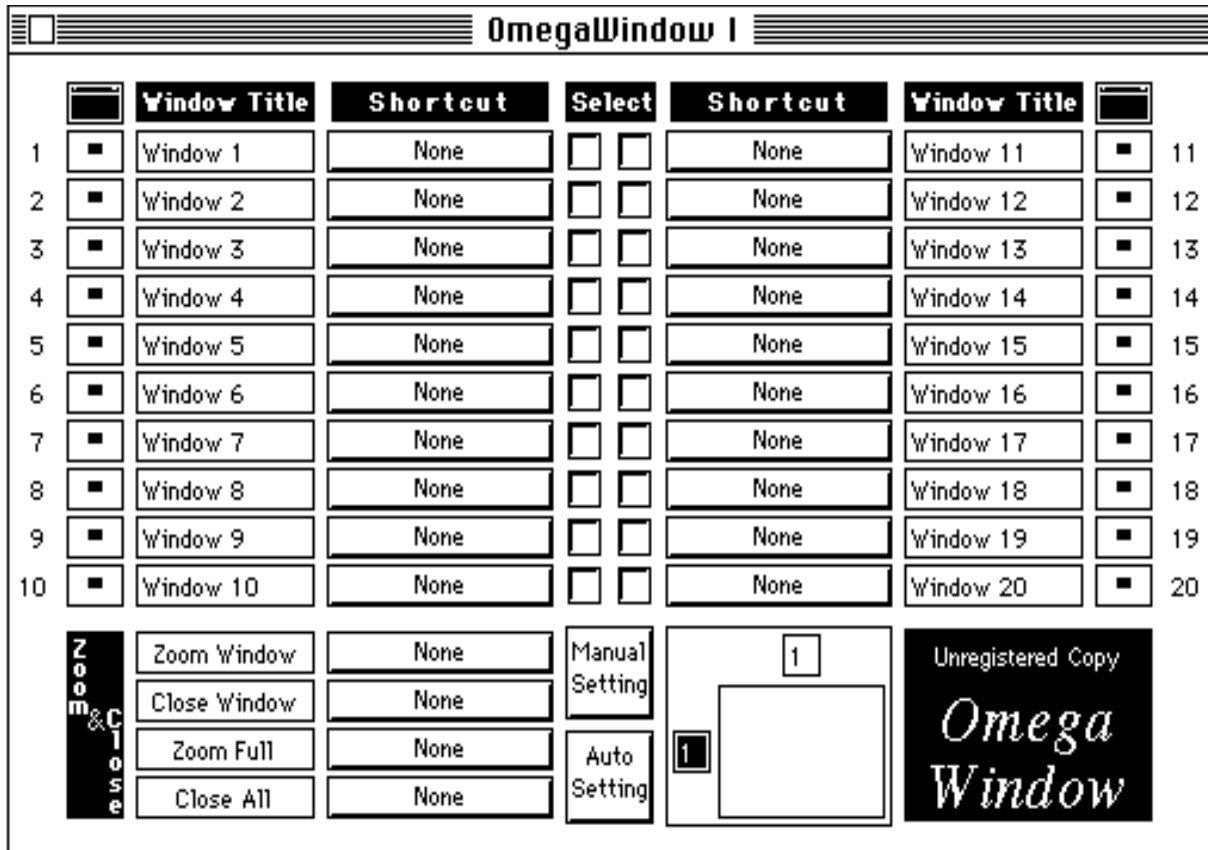 OmegaWindow I
Window Title Shortcut Select Shortcut Window Title
1 Window 1 None None Window 11 11
2 Window 2 None None Window 12 12
3 Window 3 None None Window 13 13
4 Window 4 None None Window 14 14
5 Window 5 None None Window 15 15
6 Window 6 None None Window 16 16
7 Window 7 None None Window 17 17
8 Window 8 None None Window 18 18
9 Window 9 None None Window 19 19
10 Window 10 None None Window 20 20
Zoom & Close
Zoom Window None
Close Window None
Zoom Full None
Close All None
Manual
Setting
Auto
Setting
1
1
Unregistered Copy
Omega
Window